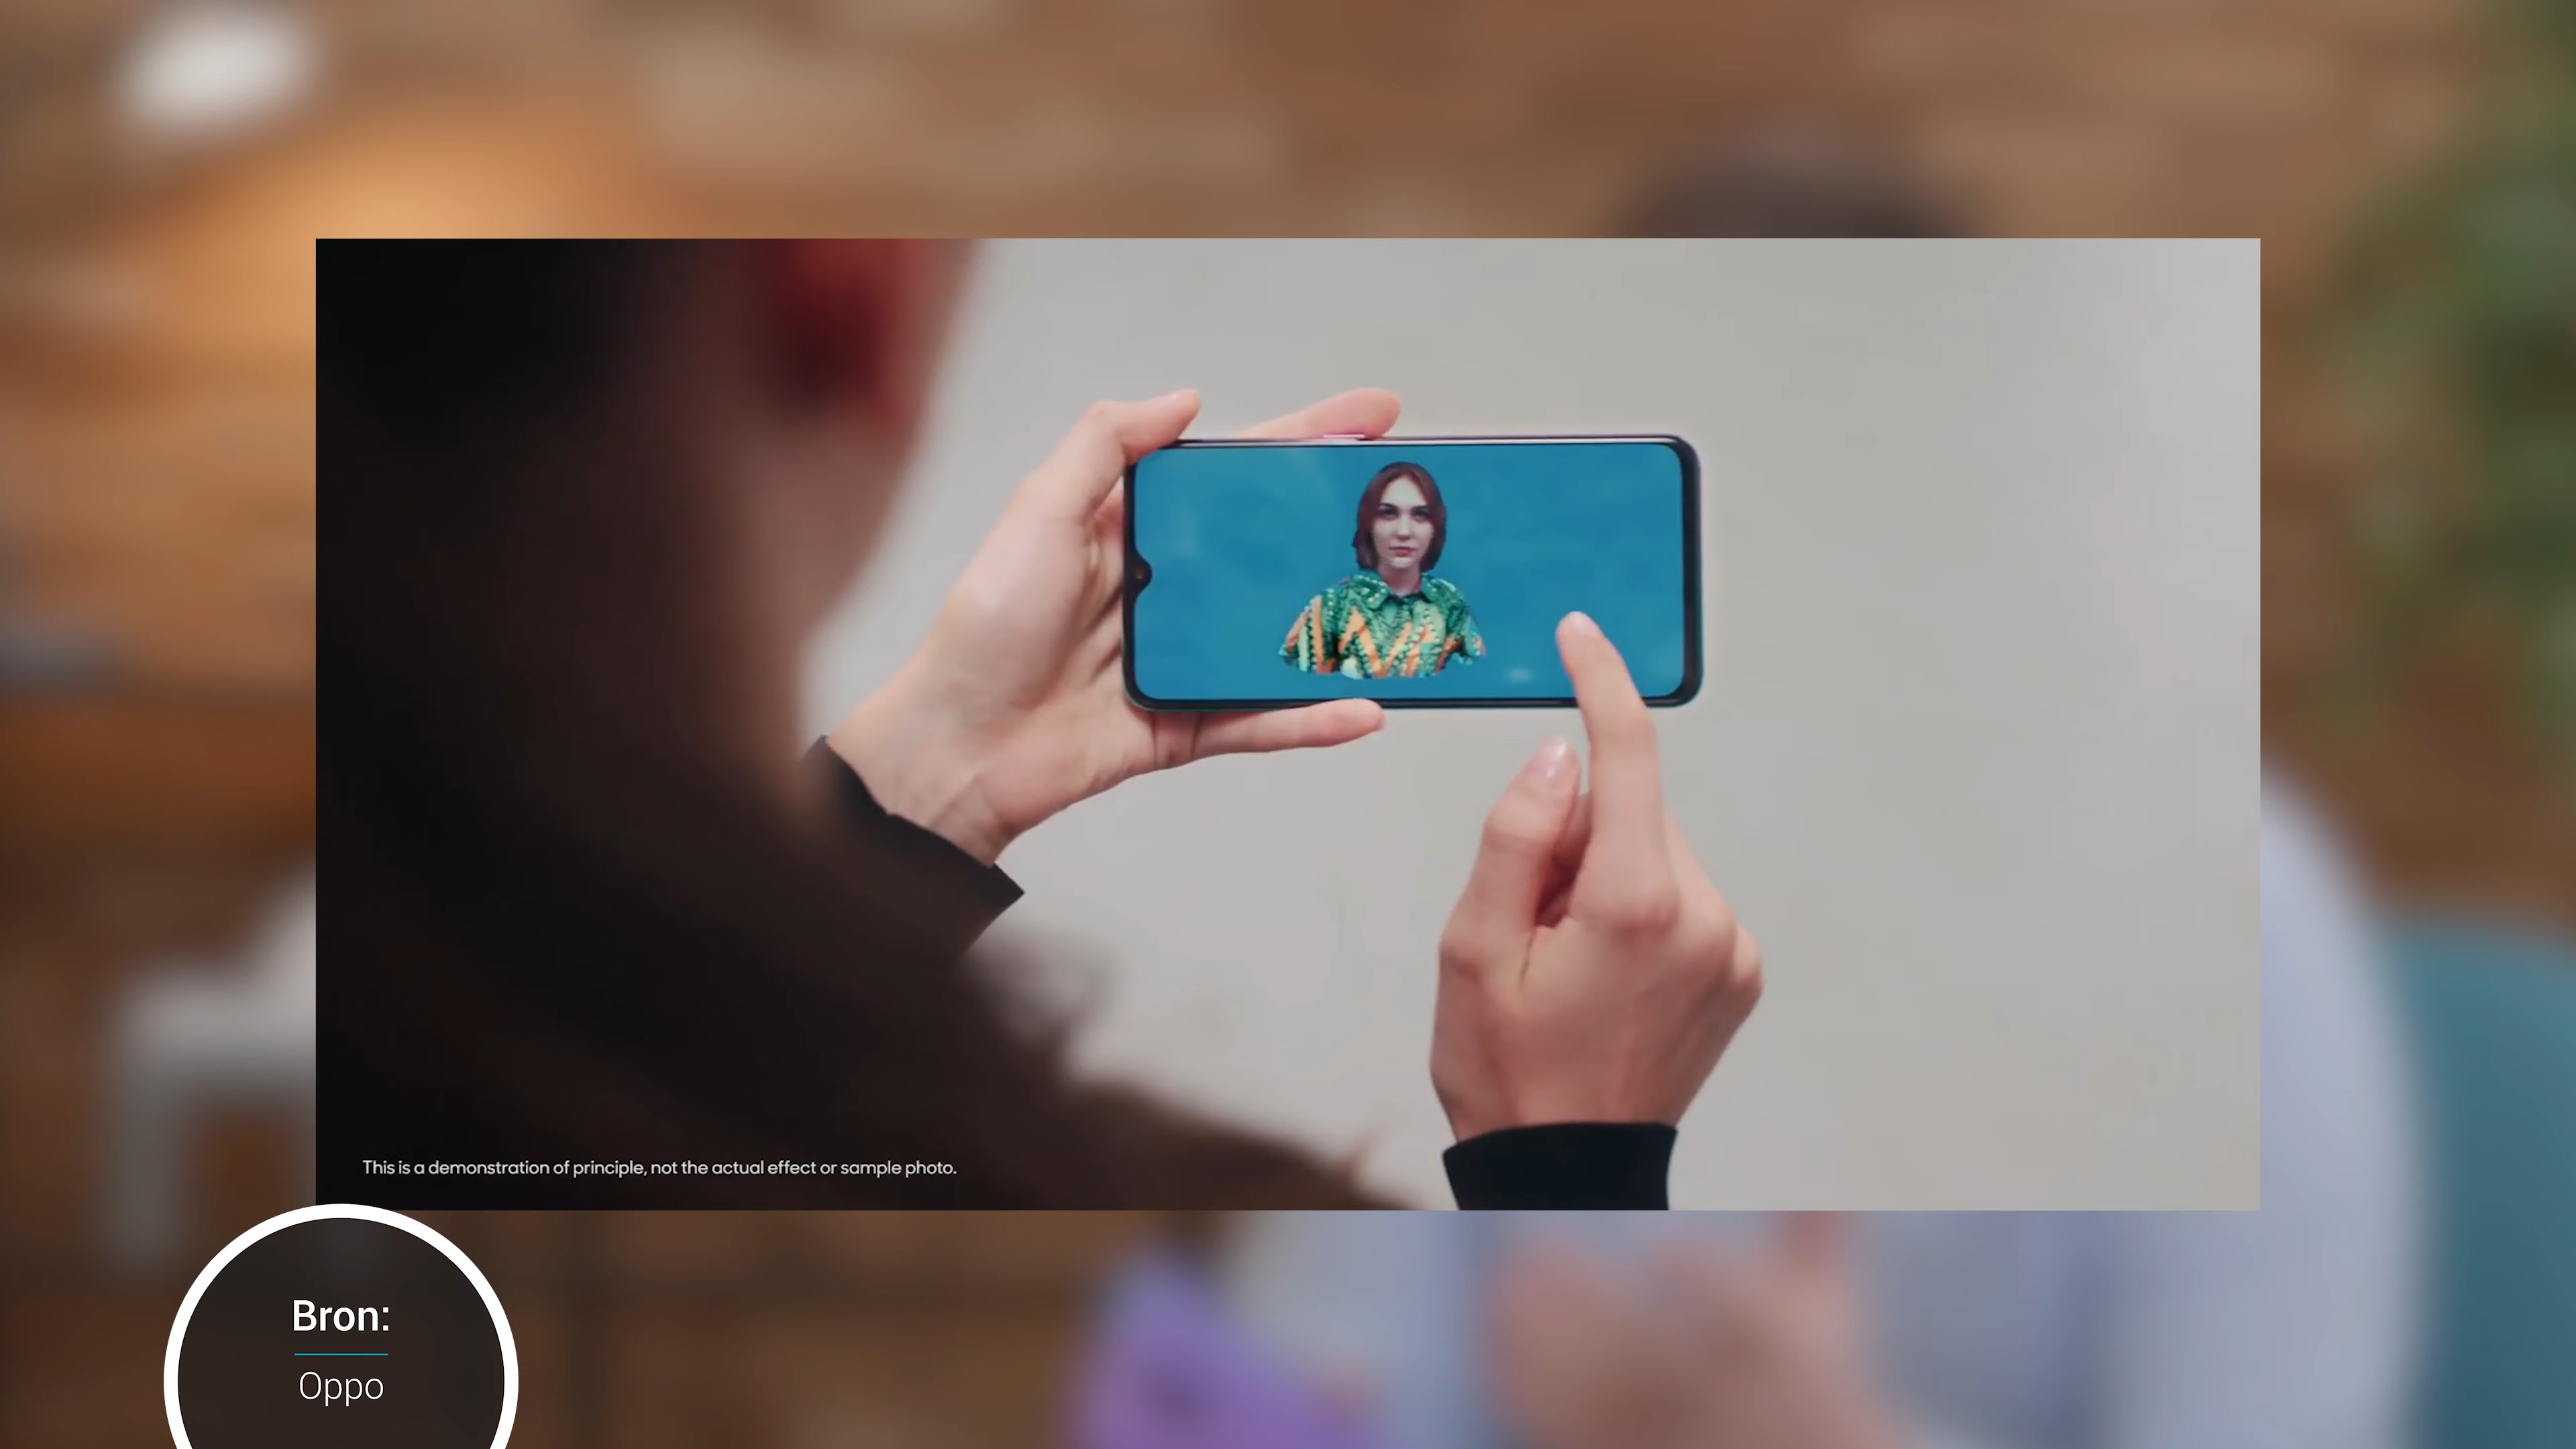 This is a demonstration of principle, not the actual effect or sample photo.
Bron:
Oppo